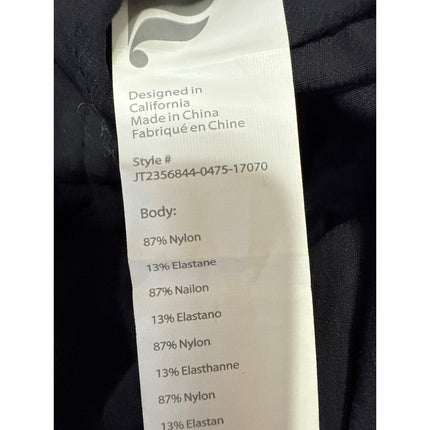 Designed in
California
Made in China
Fabriqué en Chine
Style #
JT2356844-0475-17070
Body:
87% Nylon
13% Elastane
87% Nailon
13% Elastano
87% Nylon
13% Elasthanne
87% Nylon
13% Elastan